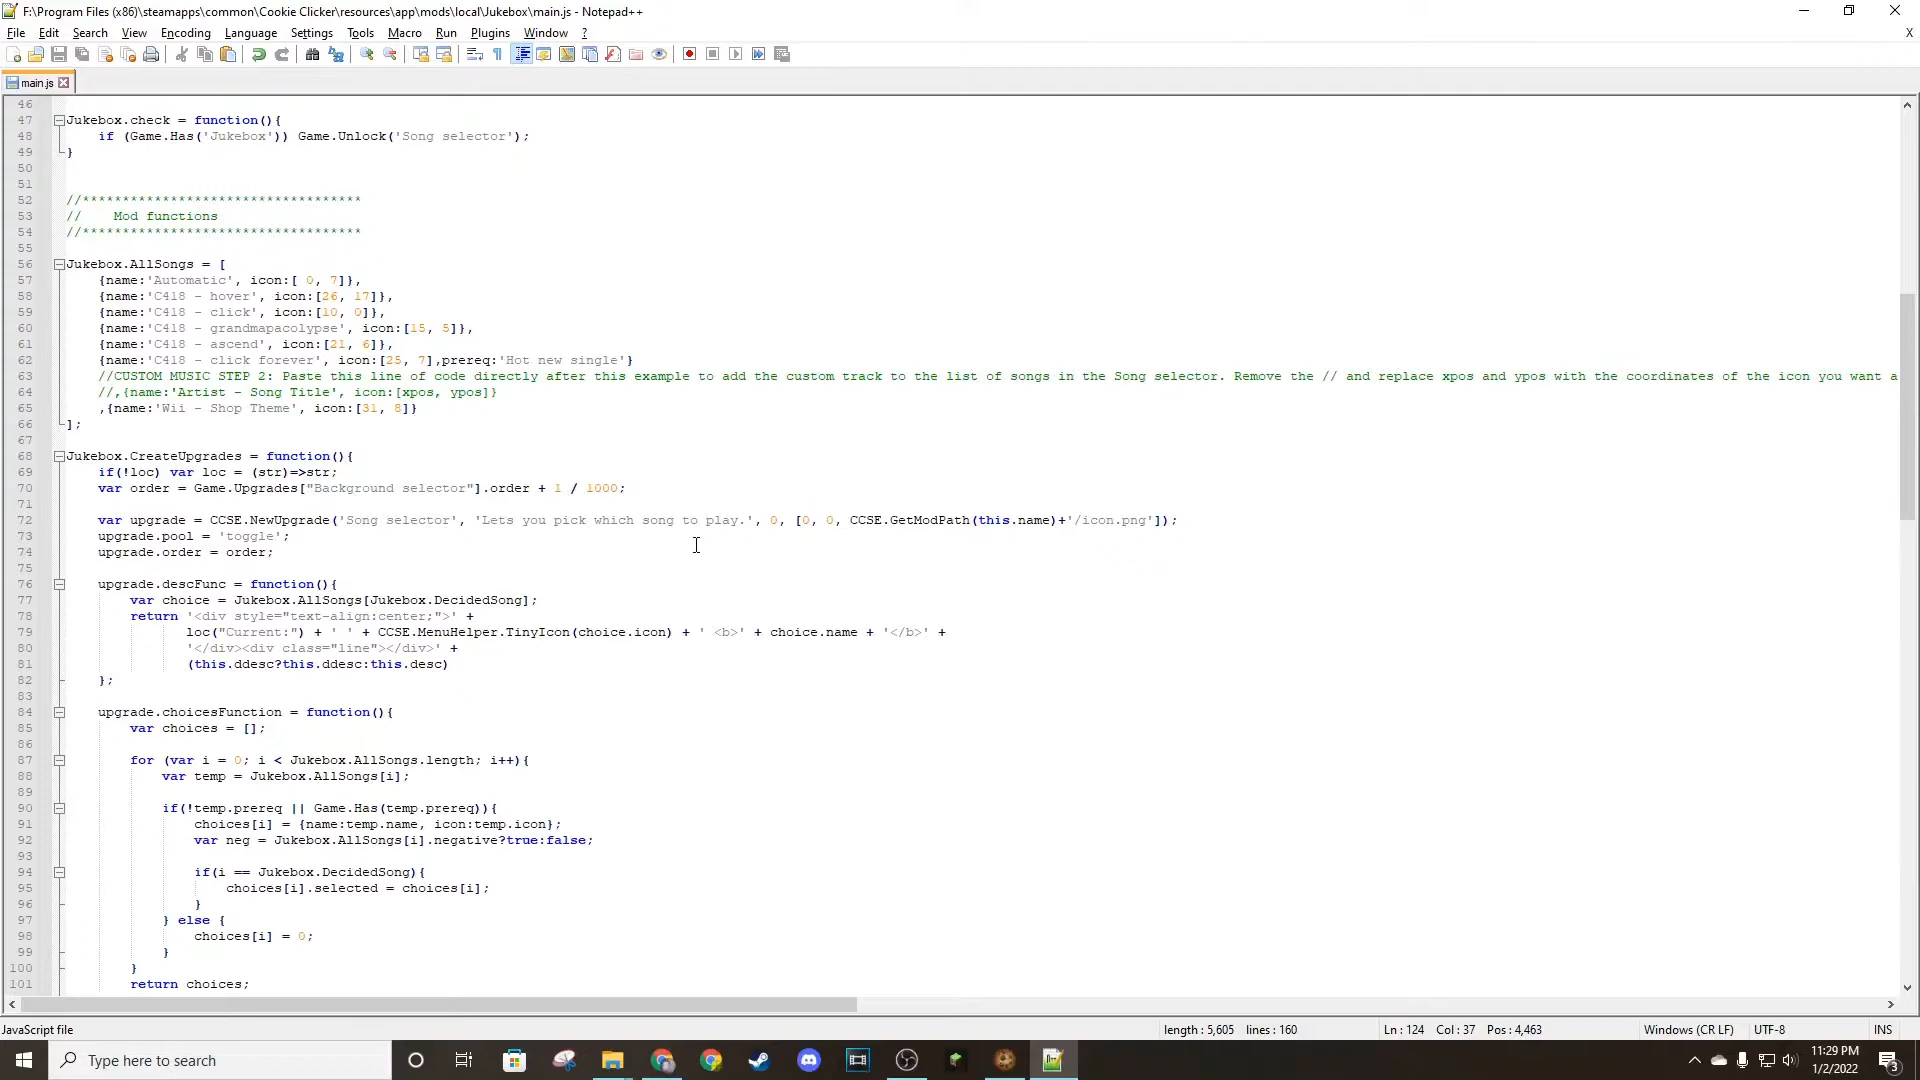 F:\Program Files (x86)\steamapps\common\Cookie Clicker\resources\app\mods\local\Jukebox\main.js - Notepad++
File Edit Search View Encoding Language Settings Tools Macro Run Plugins Window ? X
main.js
46
47 Jukebox.check = function(){
48 if (Game.Has('Jukebox')) Game.Unlock('Song selector');
49 }
50
51
52 //***********************************
53 // Mod functions
54 //***********************************
55
56 Jukebox.AllSongs = [
57 {name:'Automatic', icon:[ 0, 7]},
58 {name:'C418 - hover', icon:[26, 17]},
59 {name:'C418 - click', icon:[10, 0]},
60 {name:'C418 - grandmapacolypse', icon:[15, 5]},
61 {name:'C418 - ascend', icon:[21, 6]},
62 {name:'C418 - click forever', icon:[25, 7],prereq:'Hot new single'}
63 //CUSTOM MUSIC STEP 2: Paste this line of code directly after this example to add the custom track to the list of songs in the Song selector. Remove the // and replace xpos and ypos with the coordinates of the icon you want a
64 //,{name:'Artist - Song Title', icon:[xpos, ypos]}
65 ,{name:'Wii - Shop Theme', icon:[31, 8]}
66 ];
67
68 Jukebox.CreateUpgrades = function(){
69 if(!loc) var loc = (str)=>str;
70 var order = Game.Upgrades["Background selector"].order + 1 / 1000;
71
72 var upgrade = CCSE.NewUpgrade('Song selector', 'Lets you pick which song to play.', 0, [0, 0, CCSE.GetModPath(this.name)+'/icon.png']);
73 upgrade.pool = 'toggle';
74 upgrade.order = order;
75
76 upgrade.descFunc = function(){
77 var choice = Jukebox.AllSongs[Jukebox.DecidedSong];
78 return '<div style="text-align:center;">' +
79 loc("Current:") + ' ' + CCSE.MenuHelper.TinyIcon(choice.icon) + ' <b>' + choice.name + '</b>' +
80 '</div><div class="line"></div>' +
81 (this.ddesc?this.ddesc:this.desc)
82 };
83
84 upgrade.choicesFunction = function(){
85 var choices = [];
86
87 for (var i = 0; i < Jukebox.AllSongs.length; i++){
88 var temp = Jukebox.AllSongs[i];
89
90 if(!temp.prereq || Game.Has(temp.prereq)){
91 choices[i] = {name:temp.name, icon:temp.icon};
92 var neg = Jukebox.AllSongs[i].negative?true:false;
93
94 if(i == Jukebox.DecidedSong){
95 choices[i].selected = choices[i];
96 }
97 } else {
98 choices[i] = 0;
99 }
100 }
101 return choices;
JavaScript file length : 5,605 lines : 160 Ln : 124 Col : 37 Pos : 4,463 Windows (CR LF) UTF-8 INS
Type here to search
11:29 PM
1/2/2022
3